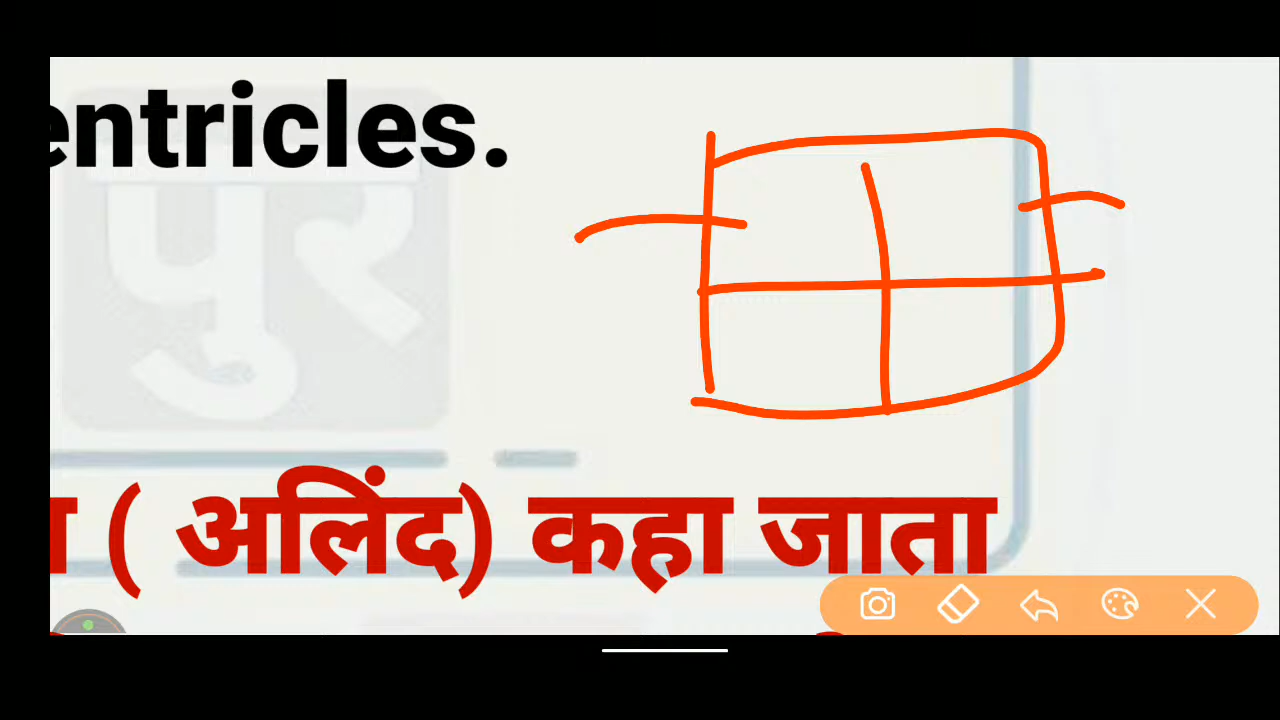 entricles.
पुर
( अलिंद) कहा जाता